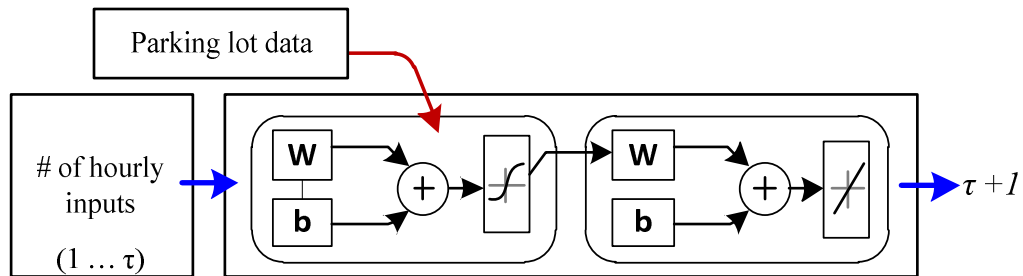 Parking lot data
# of hourly
inputs
(1 ... τ)
W
b
+
W
b
+
τ +1